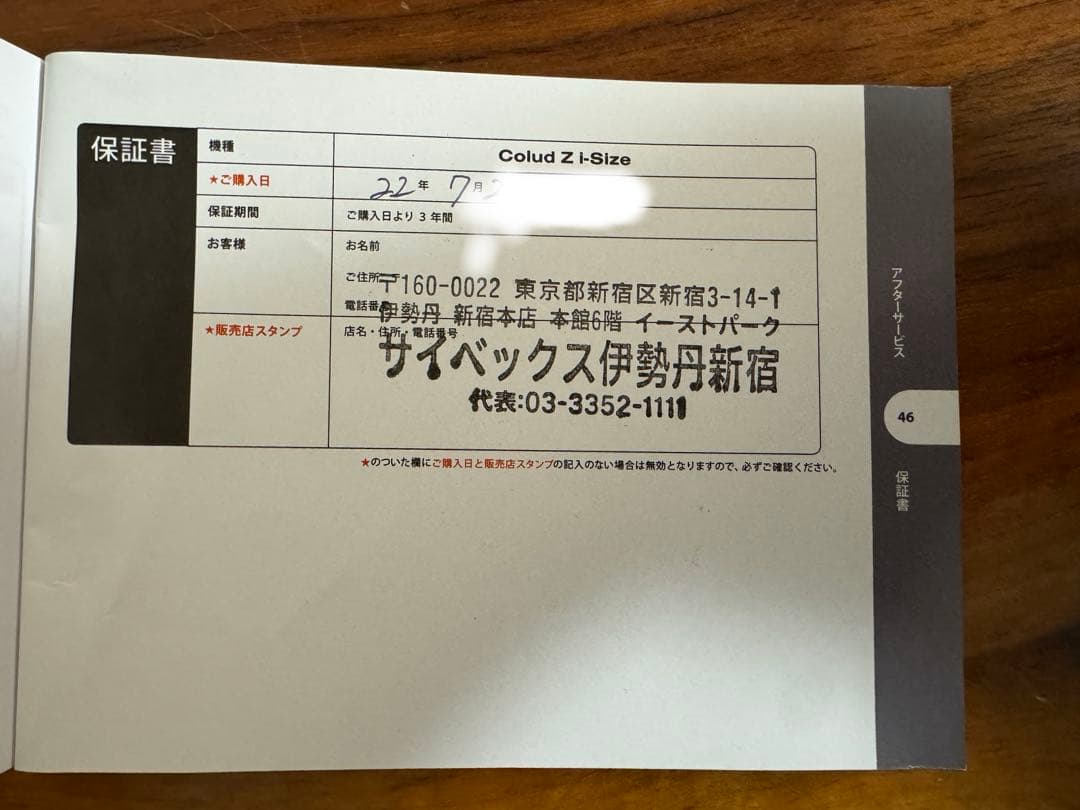 保証書
機種
Colud Z i-Size
★ご購入日
22年 7月
保証期間
ご購入日より 3 年間
お客様
お名前
ご住所 〒
〒160-0022 東京都新宿区新宿3-14-1
電話番号
伊勢丹 新宿本店 本館6階 イーストパーク
★販売店スタンプ
店名・住所・電話番号
サイベックス伊勢丹新宿
代表:03-3352-1111
★のついた欄にご購入日と販売店スタンプの記入のない場合は無効となりますので、必ずご確認ください。
アフターサービス
46
保証書